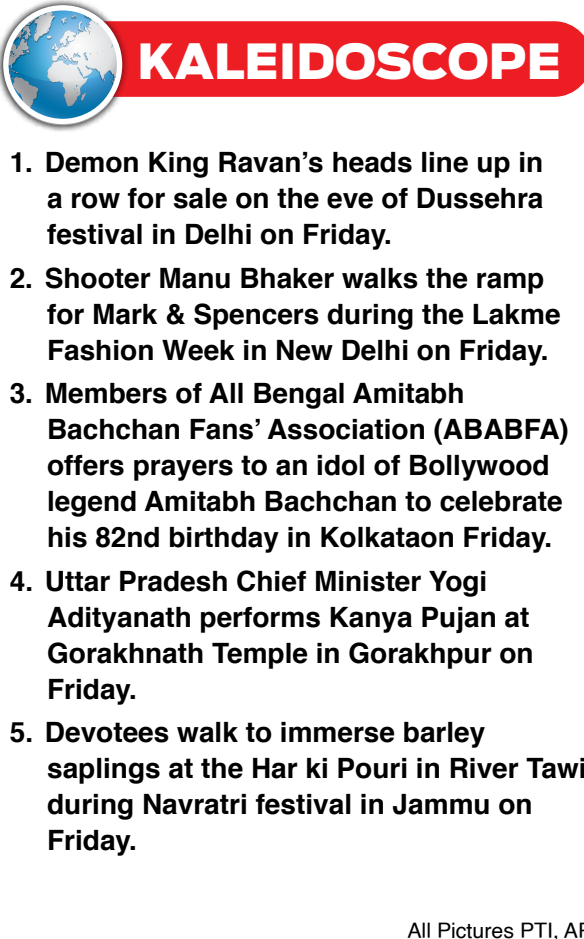 KALEIDOSCOPE
1. Demon King Ravan’s heads line up in
a row for sale on the eve of Dussehra
festival in Delhi on Friday.
2. Shooter Manu Bhaker walks the ramp
for Mark & Spencers during the Lakme
Fashion Week in New Delhi on Friday.
3. Members of All Bengal Amitabh
Bachchan Fans’ Association (ABABFA)
offers prayers to an idol of Bollywood
legend Amitabh Bachchan to celebrate
his 82nd birthday in Kolkataon Friday.
4. Uttar Pradesh Chief Minister Yogi
Adityanath performs Kanya Pujan at
Gorakhnath Temple in Gorakhpur on
Friday.
5. Devotees walk to immerse barley
saplings at the Har ki Pouri in River Tawi
during Navratri festival in Jammu on
Friday.
All Pictures PTI,